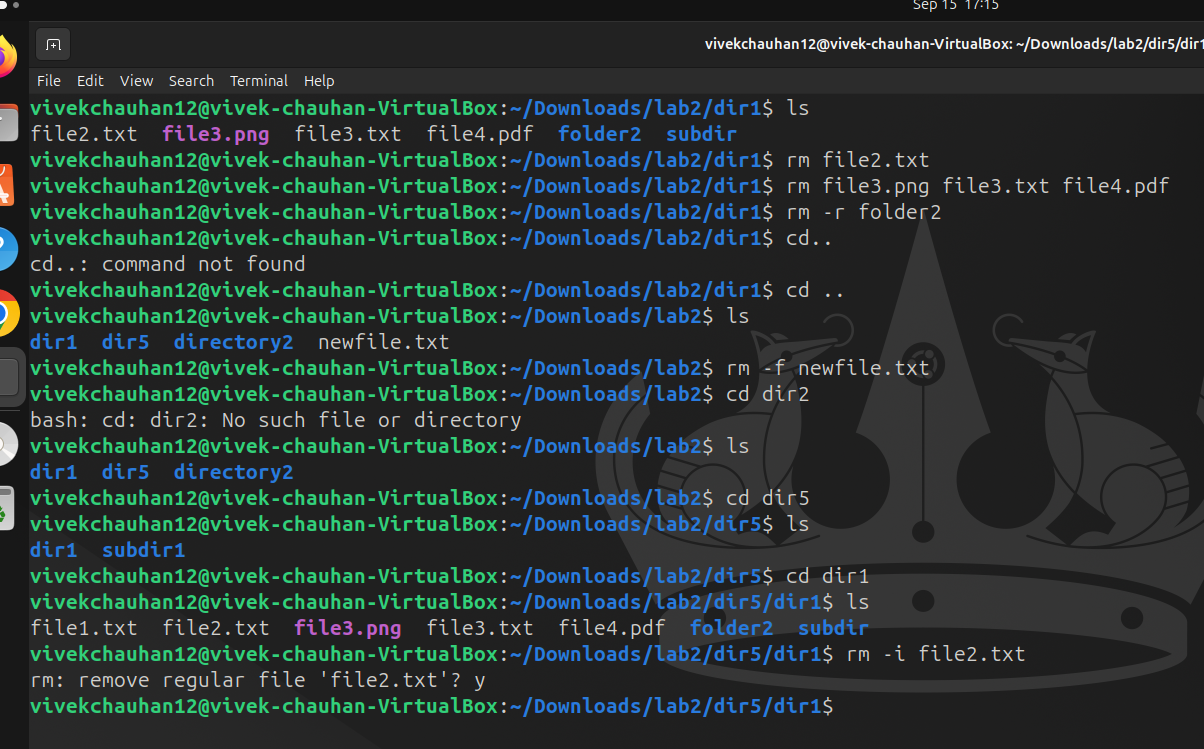 Sep 15 17:15
vivekchauhan12@vivek-chauhan-VirtualBox: ~/Downloads/lab2/dir5/dir1
File Edit View Search Terminal Help
vivekchauhan12@vivek-chauhan-VirtualBox:~/Downloads/lab2/dir1$ ls
file2.txt file3.png file3.txt file4.pdf folder2 subdir
vivekchauhan12@vivek-chauhan-VirtualBox:~/Downloads/lab2/dir1$ rm file2.txt
vivekchauhan12@vivek-chauhan-VirtualBox:~/Downloads/lab2/dir1$ rm file3.png file3.txt file4.pdf
vivekchauhan12@vivek-chauhan-VirtualBox:~/Downloads/lab2/dir1$ rm -r folder2
vivekchauhan12@vivek-chauhan-VirtualBox:~/Downloads/lab2/dir1$ cd..
cd..: command not found
vivekchauhan12@vivek-chauhan-VirtualBox:~/Downloads/lab2/dir1$ cd ..
vivekchauhan12@vivek-chauhan-VirtualBox:~/Downloads/lab2$ ls
dir1 dir5 directory2 newfile.txt
vivekchauhan12@vivek-chauhan-VirtualBox:~/Downloads/lab2$ rm -f newfile.txt
vivekchauhan12@vivek-chauhan-VirtualBox:~/Downloads/lab2$ cd dir2
bash: cd: dir2: No such file or directory
vivekchauhan12@vivek-chauhan-VirtualBox:~/Downloads/lab2$ ls
dir1 dir5 directory2
vivekchauhan12@vivek-chauhan-VirtualBox:~/Downloads/lab2$ cd dir5
vivekchauhan12@vivek-chauhan-VirtualBox:~/Downloads/lab2/dir5$ ls
dir1 subdir1
vivekchauhan12@vivek-chauhan-VirtualBox:~/Downloads/lab2/dir5$ cd dir1
vivekchauhan12@vivek-chauhan-VirtualBox:~/Downloads/lab2/dir5/dir1$ ls
file1.txt file2.txt file3.png file3.txt file4.pdf folder2 subdir
vivekchauhan12@vivek-chauhan-VirtualBox:~/Downloads/lab2/dir5/dir1$ rm -i file2.txt
rm: remove regular file 'file2.txt'? y
vivekchauhan12@vivek-chauhan-VirtualBox:~/Downloads/lab2/dir5/dir1$